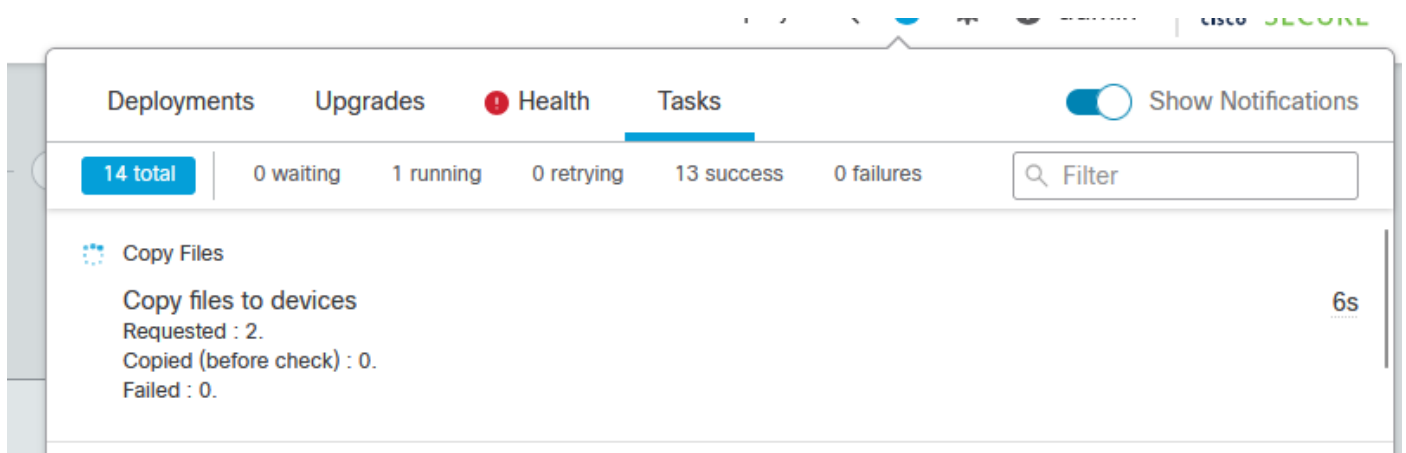 cisco SECURE
Deployments Upgrades Health Tasks Show Notifications
14 total 0 waiting 1 running 0 retrying 13 success 0 failures Filter
Copy Files
Copy files to devices 6s
Requested : 2.
Copied (before check) : 0.
Failed : 0.